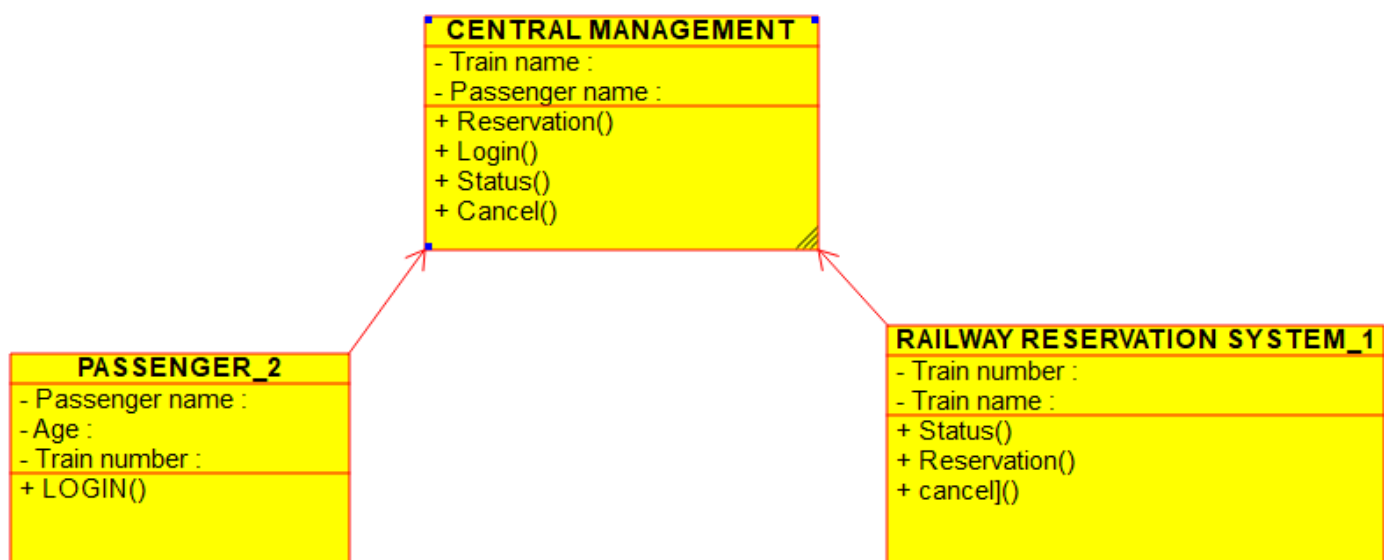 CENTRAL MANAGEMENT
- Train name :
- Passenger name :
+ Reservation()
+ Login()
+ Status()
+ Cancel()
PASSENGER_2
- Passenger name :
- Age :
- Train number :
+ LOGIN()
RAILWAY RESERVATION SYSTEM_1
- Train number :
- Train name :
+ Status()
+ Reservation()
+ cancel]()